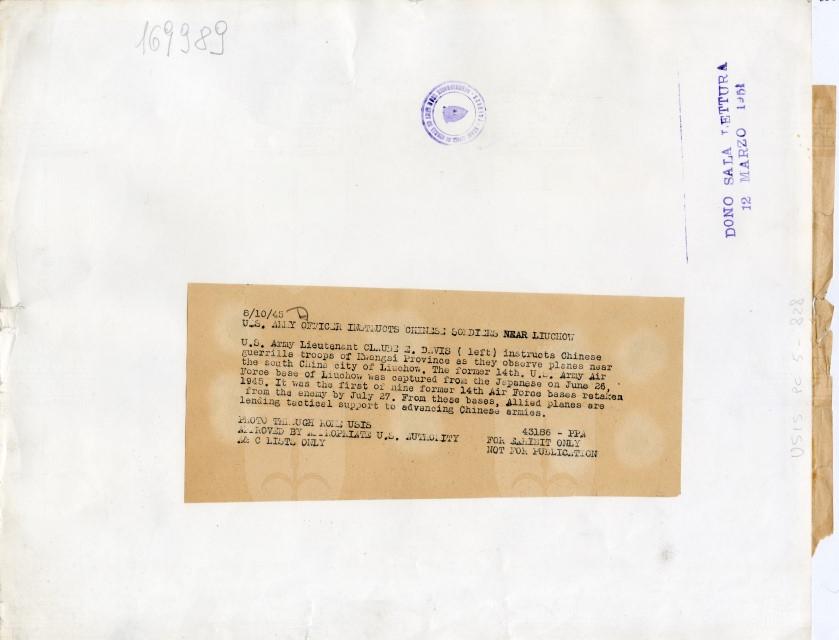 169989
DONO SALA LETTURA
12 MARZO 1951
8/10/45
U.S. ARMY OFFICER INSTRUCTS CHINESE SOLDIERS NEAR LIUCHOW
U.S. Army Lieutenant CLAUDE E. DAVIS ( left) instructs Chinese
guerrille troops of Kwangsi Province as they observe planes near
the south China city of Liuchow. The former 14th. U.S. Army Air
Force base of Liuchow was captured from the Japanese on June 26,
1945. It was the first of nine former 14th Air Force bases retaken
from the enemy by July 27. From these bases, Allied planes are
lending tactical support to advancing Chinese armies.
PHOTO THROUGH ROME USIS
APPROVED BY APPROPRIATE U.S. AUTHORITY
A& C LISTS ONLY
43186 - PPA
FOR EXHIBIT ONLY
NOT FOR PUBLICATION
USIS PC 5 - 828